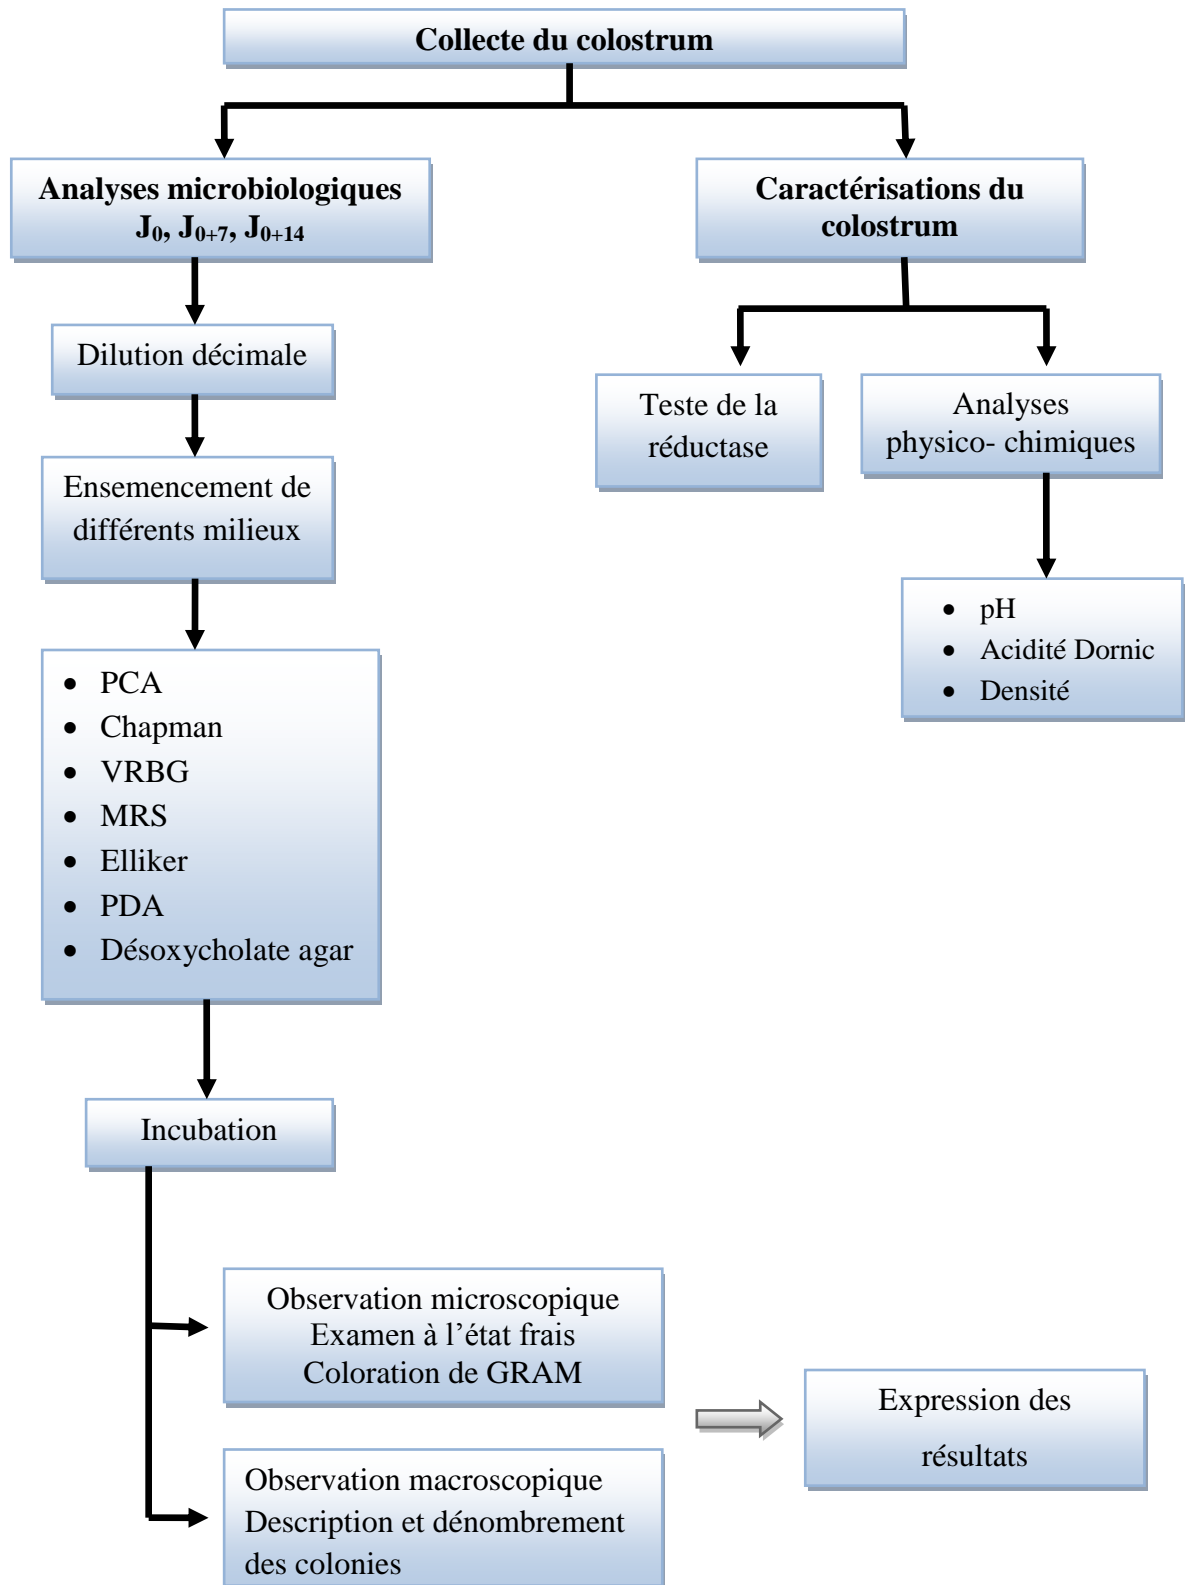 Collecte du colostrum
Analyses microbiologiques
J0, J0+7, J0+14
Caractérisations du
colostrum
Dilution décimale
Teste de la
réductase
Analyses
physico- chimiques
Ensemencement de
différents milieux
• pH
• Acidité Dornic
• Densité
• PCA
• Chapman
• VRBG
• MRS
• Elliker
• PDA
• Désoxycholate agar
Incubation
Observation microscopique
Examen à l’état frais
Coloration de GRAM
Expression des
résultats
Observation macroscopique
Description et dénombrement
des colonies